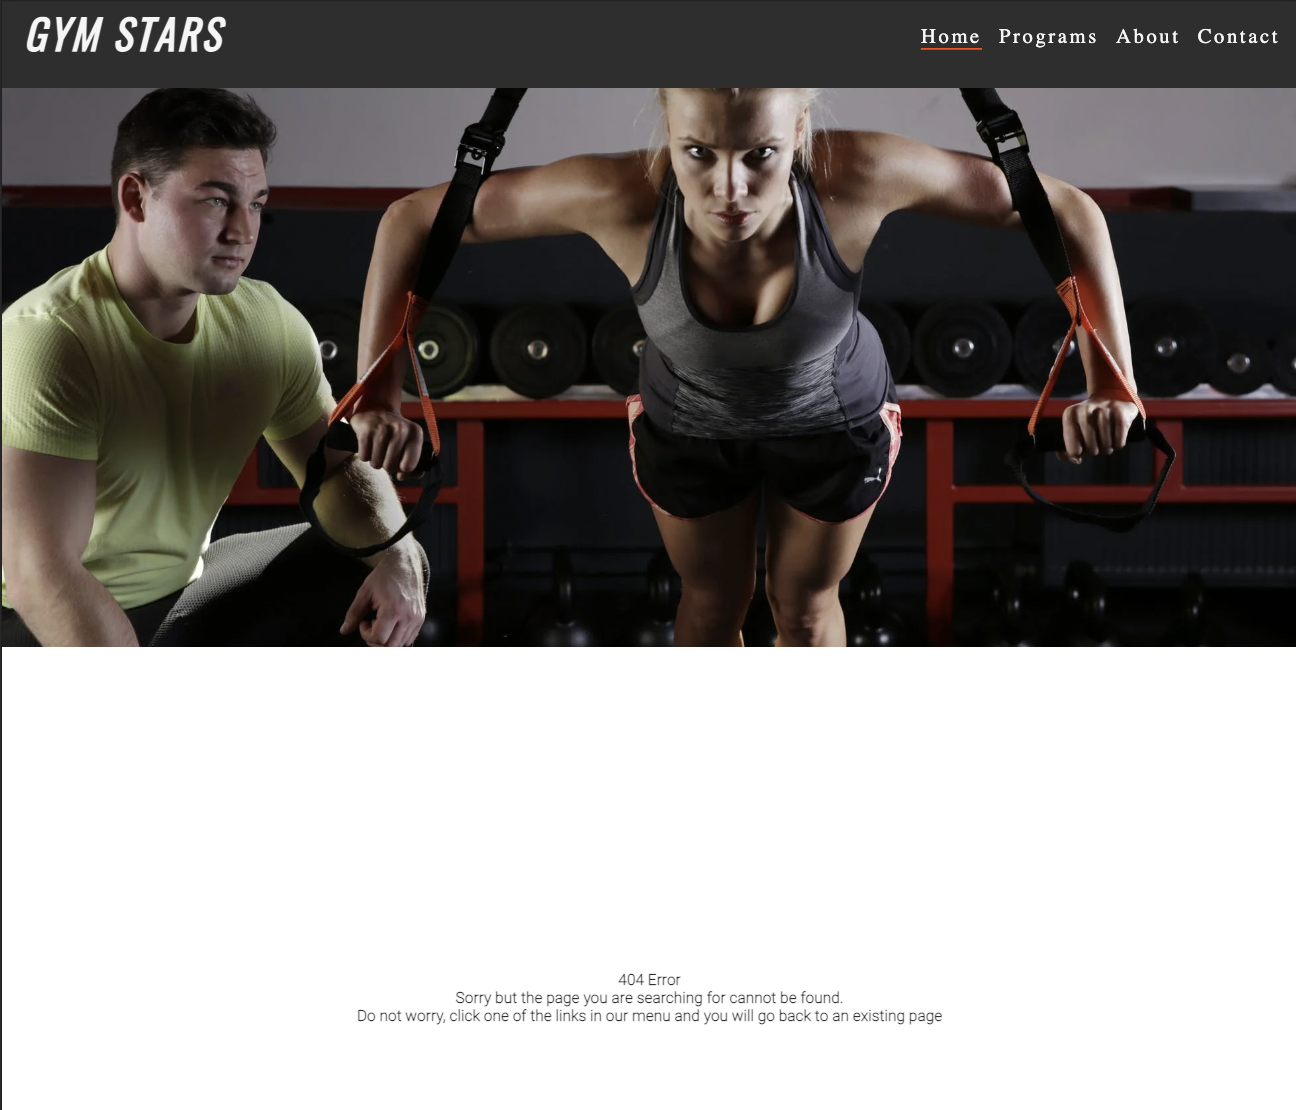 GYM STARS
Home Programs About Contact
404 Error
Sorry but the page you are searching for cannot be found.
Do not worry, click one of the links in our menu and you will go back to an existing page